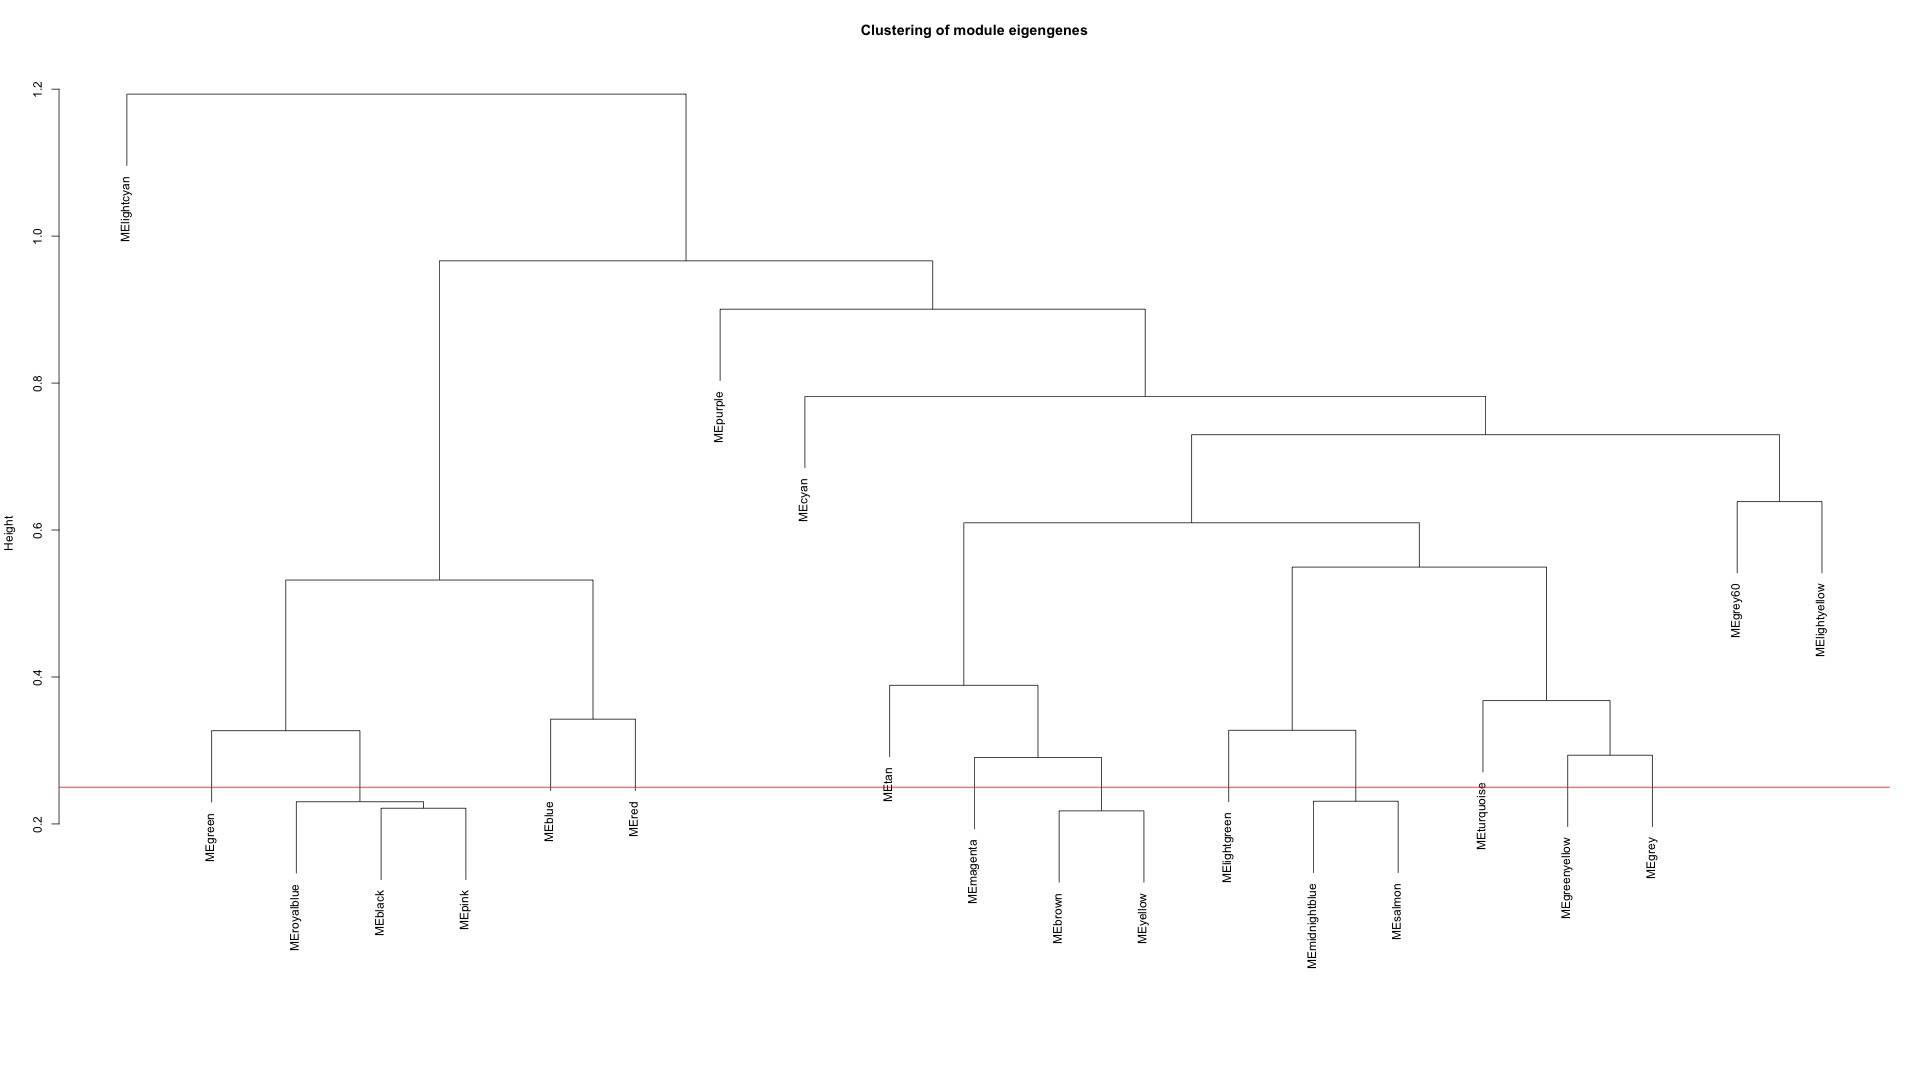 Clustering of module eigengenes
Height
1.2
1.0
0.8
0.6
0.4
0.2
MElightcyan
MEgreen
MEroyalblue
MEblack
MEpink
MEblue
MEred
MEpurple
MEcyan
MEtan
MEmagenta
MEbrown
MEyellow
MElightgreen
MEmidnightblue
MEsalmon
MEturquoise
MEgreenyellow
MEgrey
MEgrey60
MElightyellow